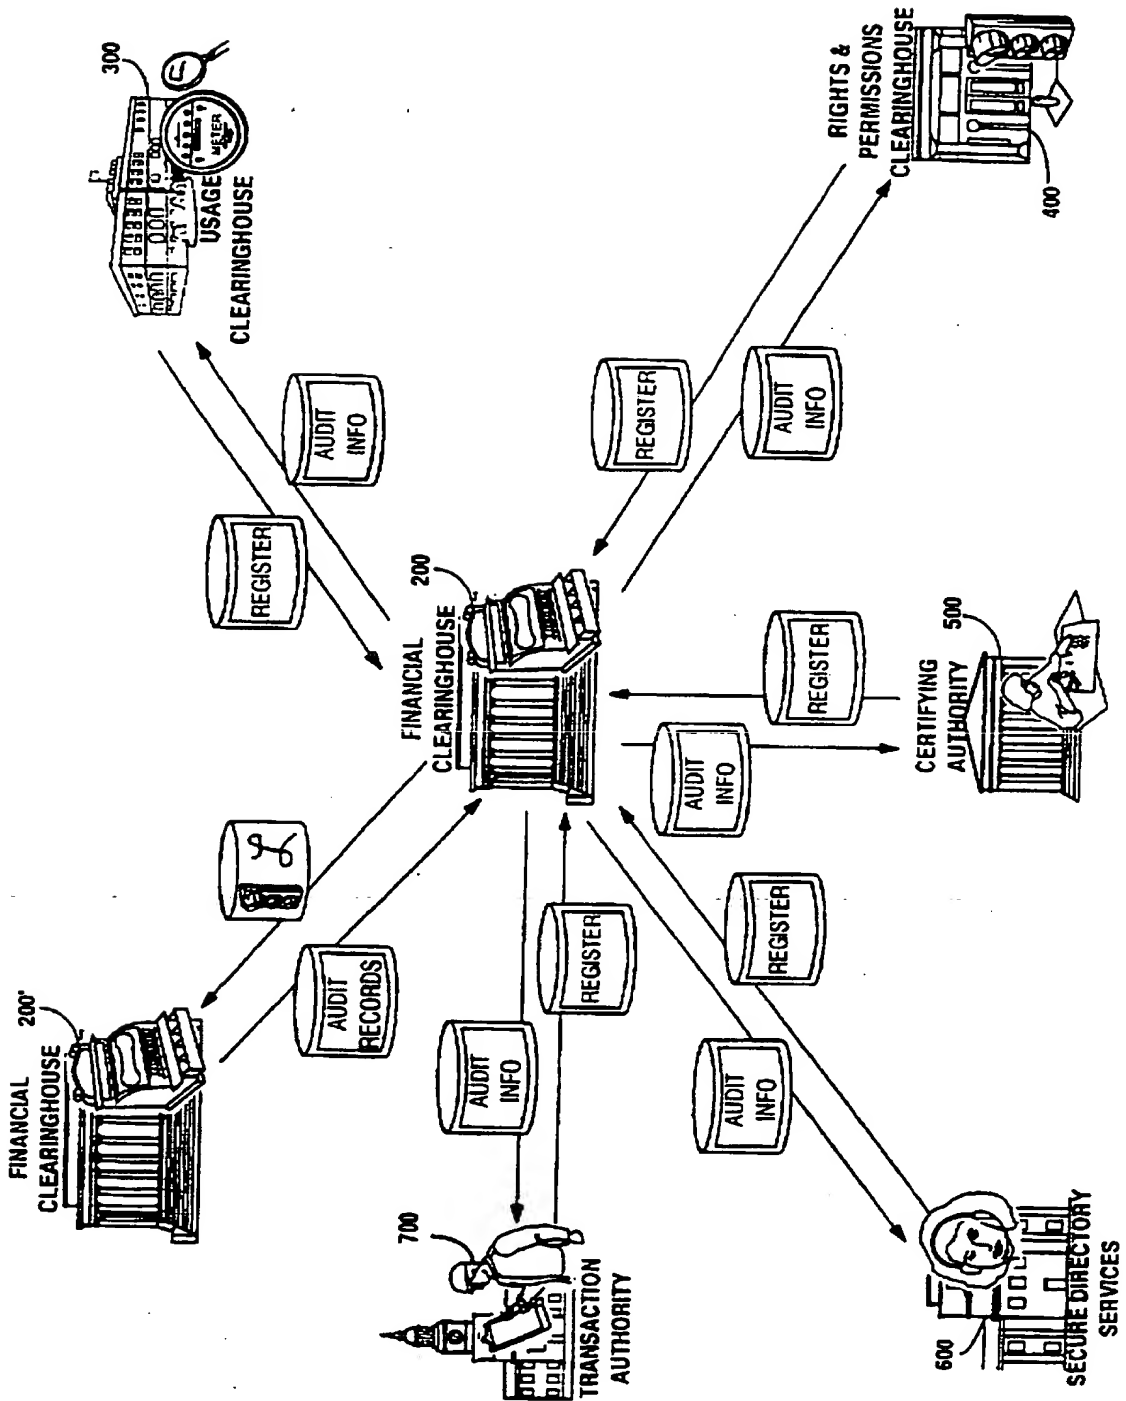 FINANCIAL
CLEARINGHOUSE
200'
AUDIT
RECORDS
300
METER
USAGE
CLEARINGHOUSE
REGISTER
AUDIT
INFO
FINANCIAL
CLEARINGHOUSE
200
TRANSACTION
AUTHORITY
700
AUDIT
INFO
REGISTER
REGISTER
AUDIT
INFO
RIGHTS &
PERMISSIONS
CLEARINGHOUSE
400
AUDIT
INFO
REGISTER
CERTIFYING
AUTHORITY
500
AUDIT
INFO
REGISTER
600
SECURE DIRECTORY
SERVICES